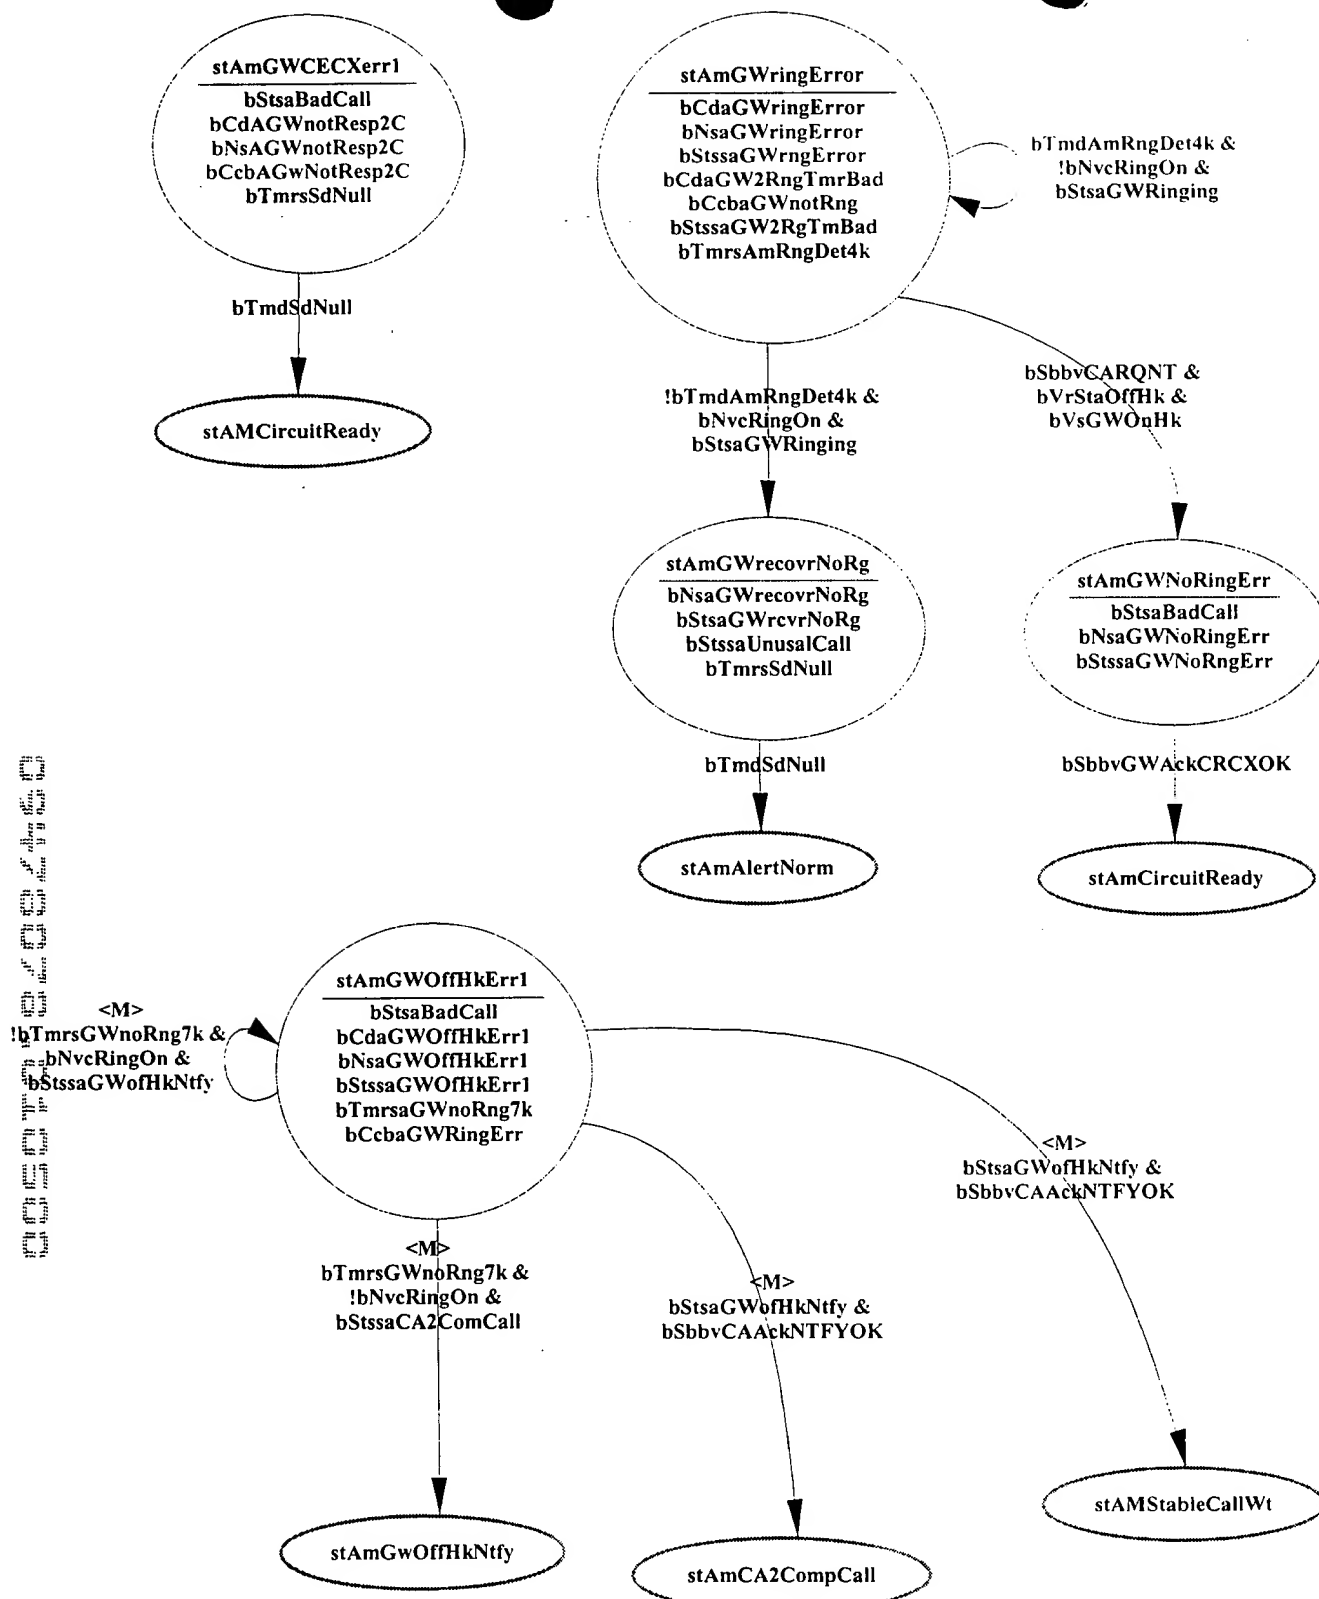 stAmGWCECXerr1
bStsaBadCall
bCdAGWnotResp2C
bNsAGWnotResp2C
bCcbAGwNotResp2C
bTmrsSdNull
bTmdSdNull
stAMCircuitReady
stAmGWringError
bCdaGWringError
bNsaGWringError
bStssaGWrngError
bCdaGW2RngTmrBad
bCcbaGWnotRng
bStssaGW2RgTmBad
bTmrsAmRngDet4k
bTmdAmRngDet4k &
!bNvcRingOn &
bStsaGWRinging
!bTmdAmRngDet4k &
bNvcRingOn &
bStsaGWRinging
bSbbvCARQNT &
bVrStaOffHk &
bVsGWOnHk
stAmGWrecovrNoRg
bNsaGWrecovrNoRg
bStsaGWrcvrNoRg
bStssaUnusalCall
bTmrsSdNull
bTmdSdNull
stAmAlertNorm
stAmGWNoRingErr
bStsaBadCall
bNsaGWNoRingErr
bStssaGWNoRngErr
bSbbvGWAckCRCXOK
stAmCircuitReady
stAmGWOffHkErr1
bStsaBadCall
bCdaGWOffHkErr1
bNsaGWOffHkErr1
bStssaGWOfHkErr1
bTmrsaGWnoRng7k
bCcbaGWRingErr
<M>
!bTmrsGWnoRng7k &
bNvcRingOn &
bStssaGWofHkNtfy
<M>
bTmrsGWnoRng7k &
!bNvcRingOn &
bStssaCA2ComCall
<M>
bStsaGWofHkNtfy &
bSbbvCAAckNTFYOK
<M>
bStsaGWofHkNtfy &
bSbbvCAAckNTFYOK
stAmGwOffHkNtfy
stAmCA2CompCall
stAMStableCallWt